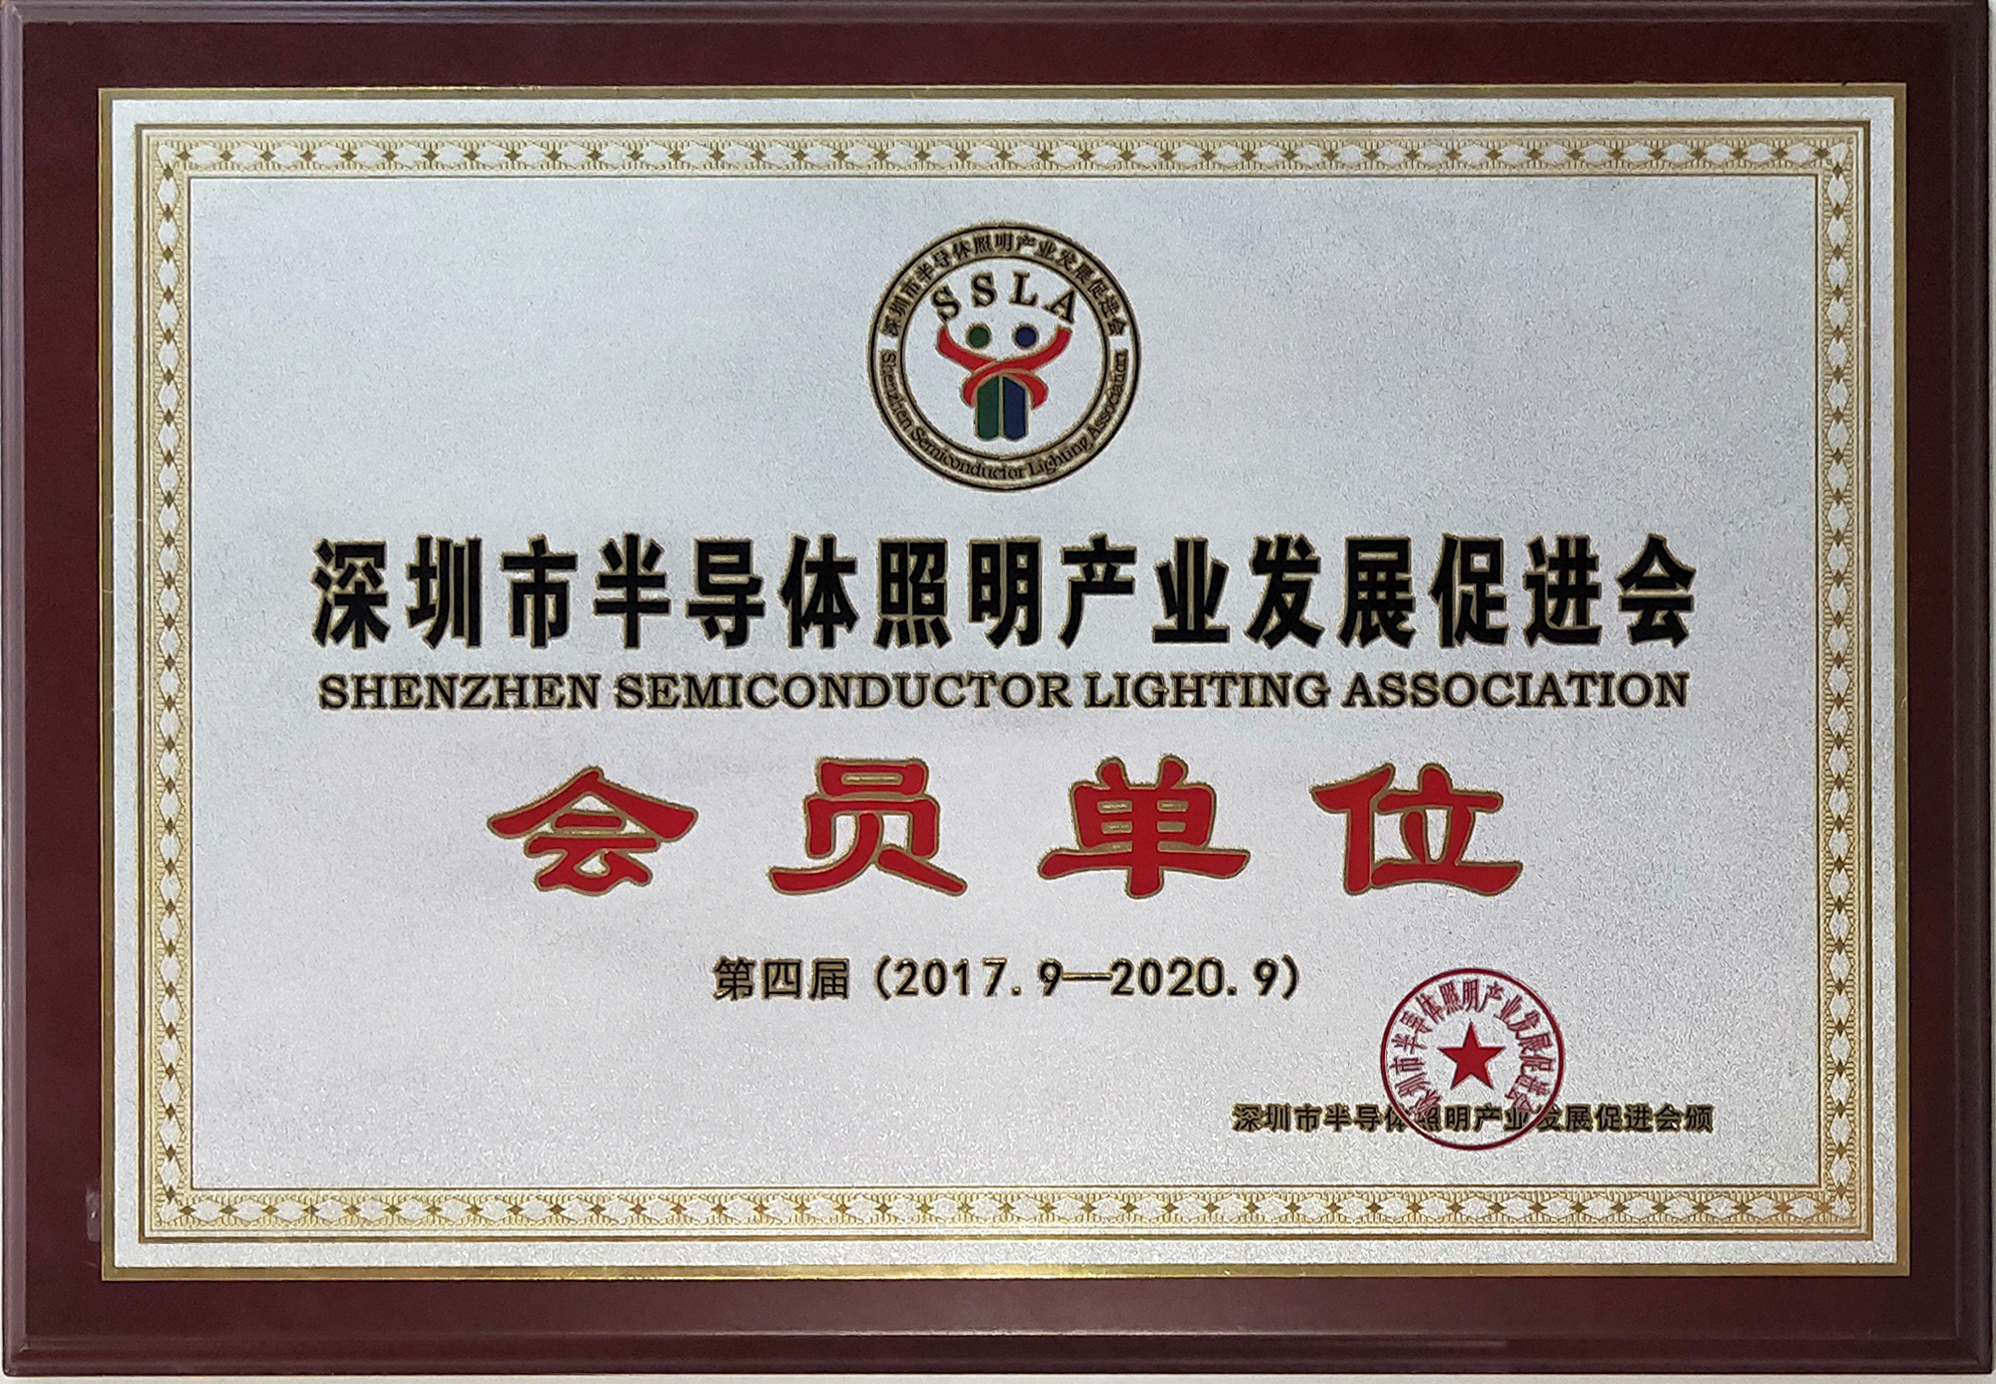 深圳市半导体照明产业发展促进会
SSLA
Shenzhen Semiconductor Lighting Association
深圳市半导体照明产业发展促进会
SHENZHEN SEMICONDUCTOR LIGHTING ASSOCIATION
会员单位
第四届 (2017.9—2020.9)
深圳市半导体照明产业发展促进会
深圳市半导体照明产业发展促进会颁